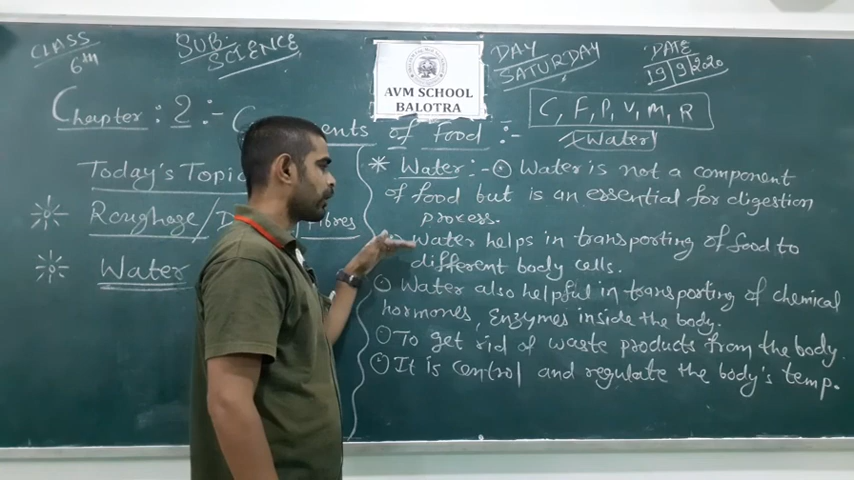 CLASS
6th
SUB.
SCIENCE
AVM SCHOOL
BALOTRA
DAY
SATURDAY
DATE
19|9|2020
Chapter : 2 :- C ents of Food :-
C, F, P, V, M, R
(Water)
Today's Topic
Roughage/D Fibres
Water
Water :- Water is not a component
of food but is an essential for digestion
process.
Water helps in transporting of food to
different body cells.
Water also helpful in transporting of chemical
hormones, Enzymes inside the body.
To get rid of waste products from the body.
It is control and regulate the body's temp.